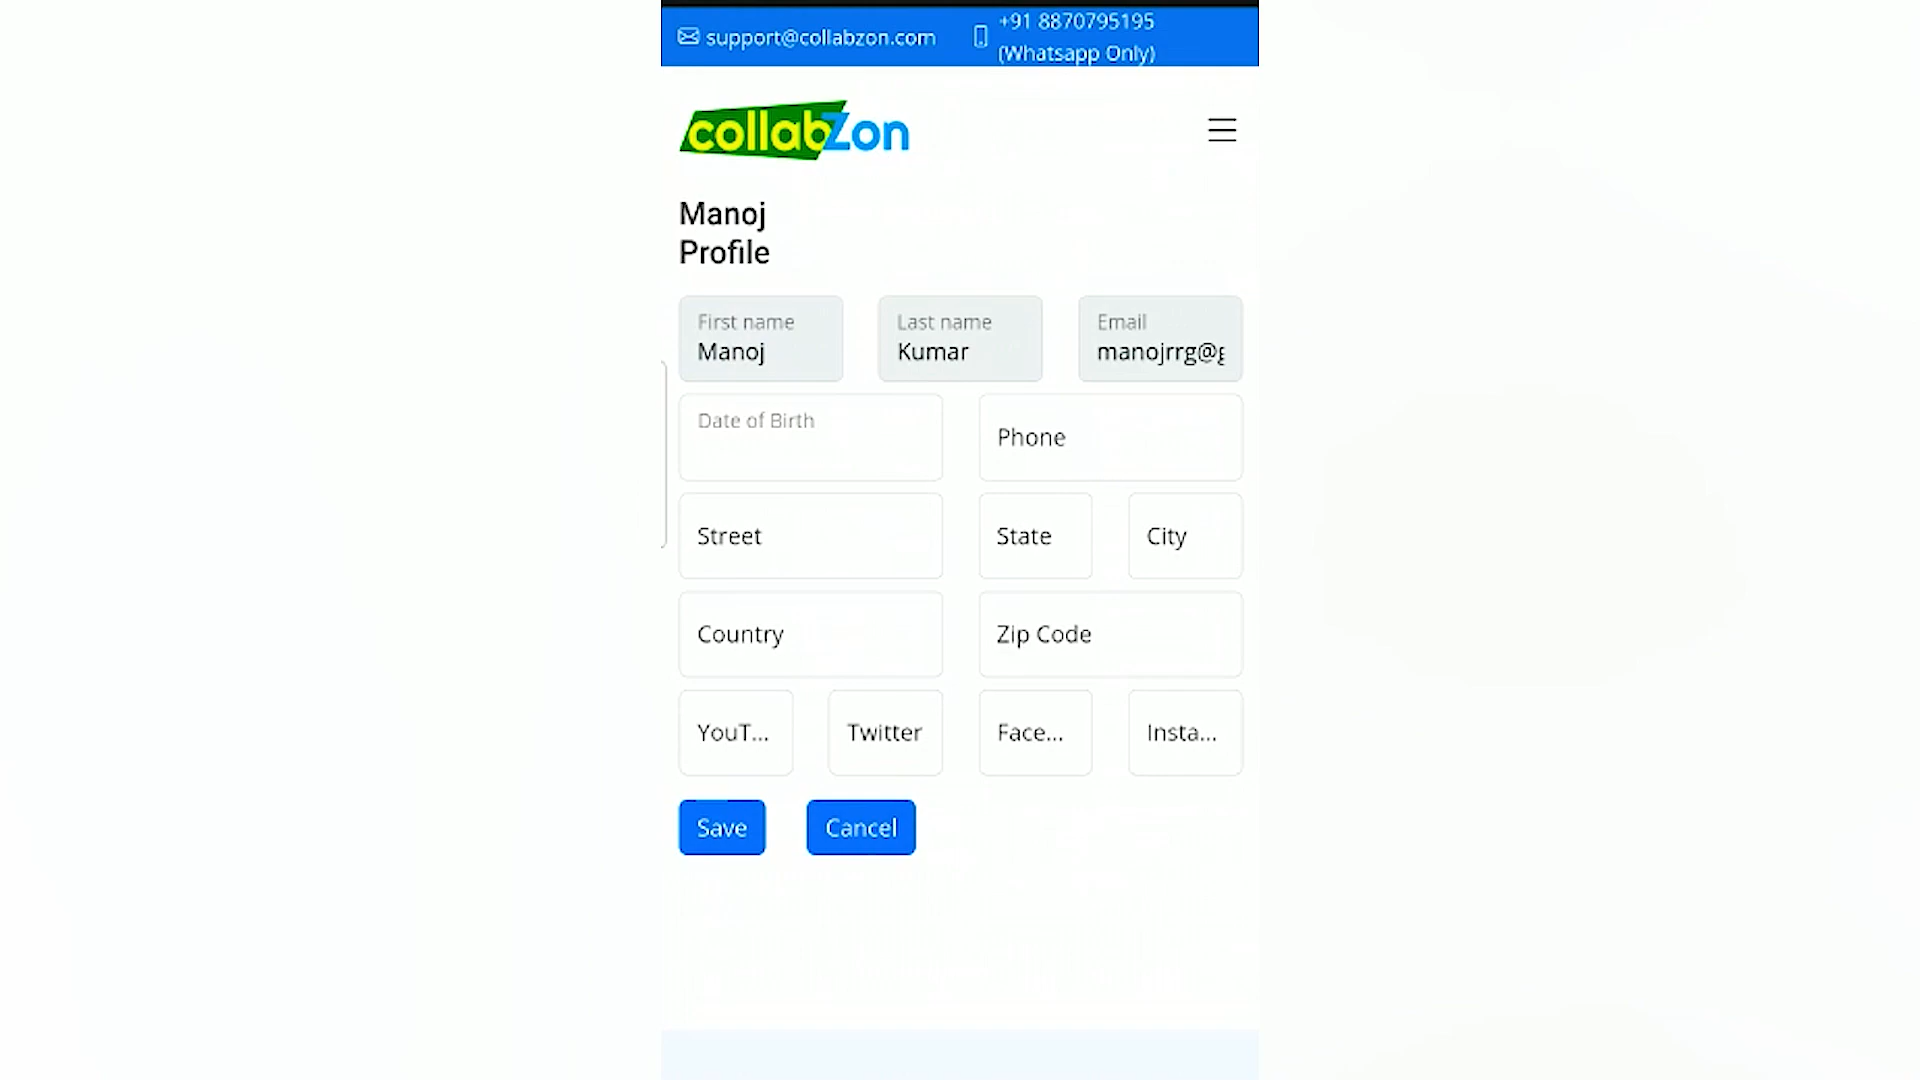 support@collabzon.com
+91 8870795195
(Whatsapp Only)
collabZon
Manoj
Profile
First name
Manoj
Last name
Kumar
Email
manojrrg@g
Date of Birth
Phone
Street
State
City
Country
Zip Code
YouT...
Twitter
Face...
Insta...
Save
Cancel